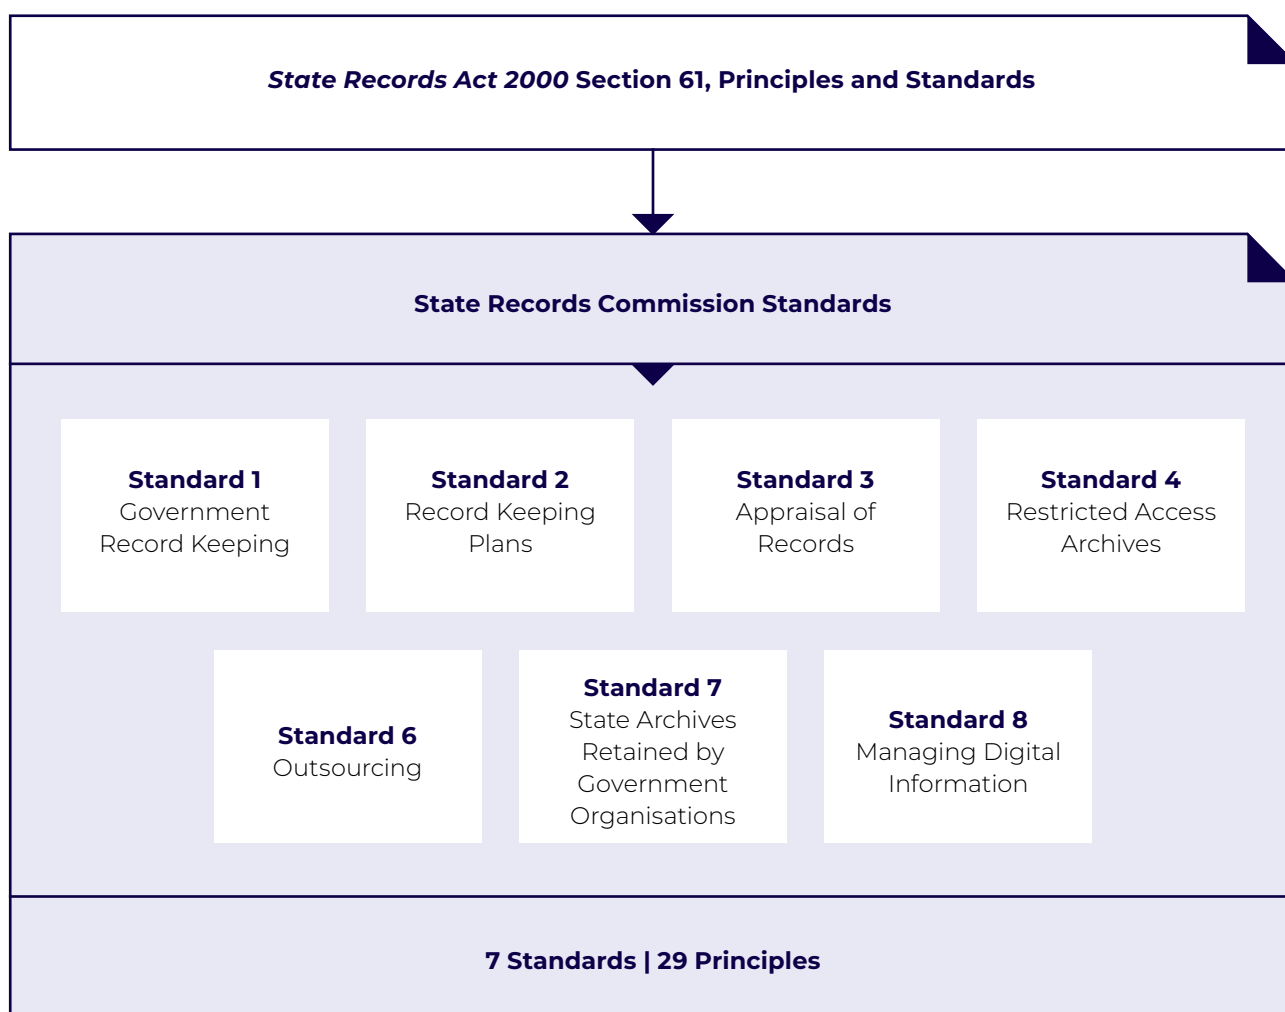 State Records Act 2000 Section 61, Principles and Standards
State Records Commission Standards
Standard 1
Government
Record Keeping
Standard 2
Record Keeping
Plans
Standard 3
Appraisal of
Records
Standard 4
Restricted Access
Archives
Standard 6
Outsourcing
Standard 7
State Archives
Retained by
Government
Organisations
Standard 8
Managing Digital
Information
7 Standards | 29 Principles